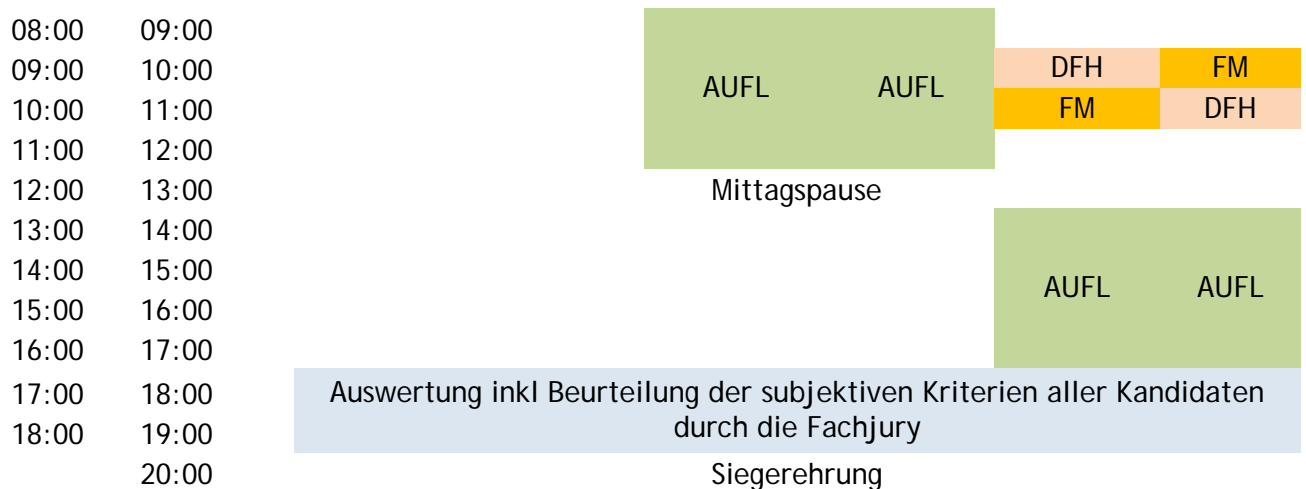 08:00 09:00
09:00 10:00 DFH FM
AUFL AUFL
10:00 11:00 FM DFH
11:00 12:00
12:00 13:00 Mittagspause
13:00 14:00
14:00 15:00
AUFL AUFL
15:00 16:00
16:00 17:00
17:00 18:00 Auswertung inkl Beurteilung der subjektiven Kriterien aller Kandidaten
18:00 19:00 durch die Fachjury
20:00 Siegerehrung